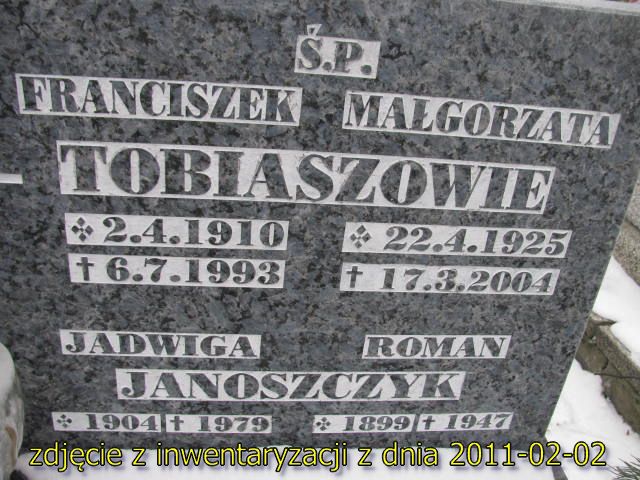 Ś.P.
FRANCISZEK MAŁGORZATA
TOBIASZOWIE
2.4.1910 22.4.1925
† 6.7.1993 † 17.3.2004
JADWIGA ROMAN
JANOSZCZYK
1904 † 1979 1899 † 1947
zdjęcie z inwentaryzacji z dnia 2011-02-02